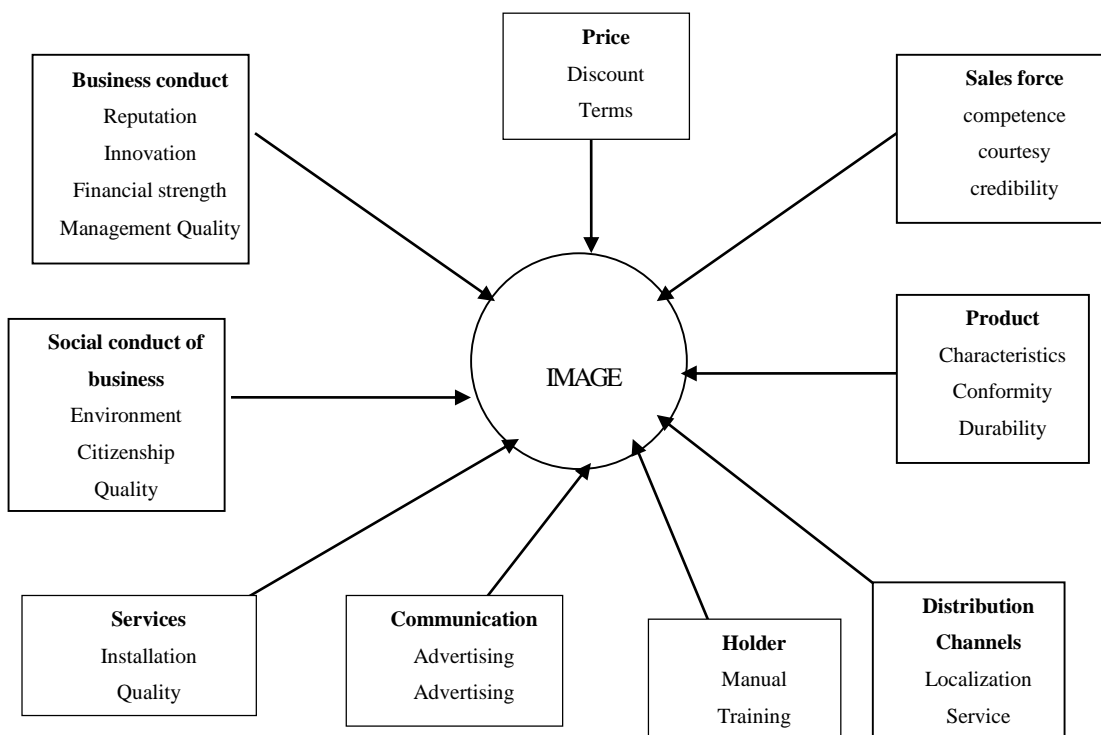 Price
Discount
Terms
Business conduct
Reputation
Innovation
Financial strength
Management Quality
Sales force
competence
courtesy
credibility
Social conduct of
business
Environment
Citizenship
Quality
IMAGE
Product
Characteristics
Conformity
Durability
Services
Installation
Quality
Communication
Advertising
Advertising
Holder
Manual
Training
Distribution
Channels
Localization
Service